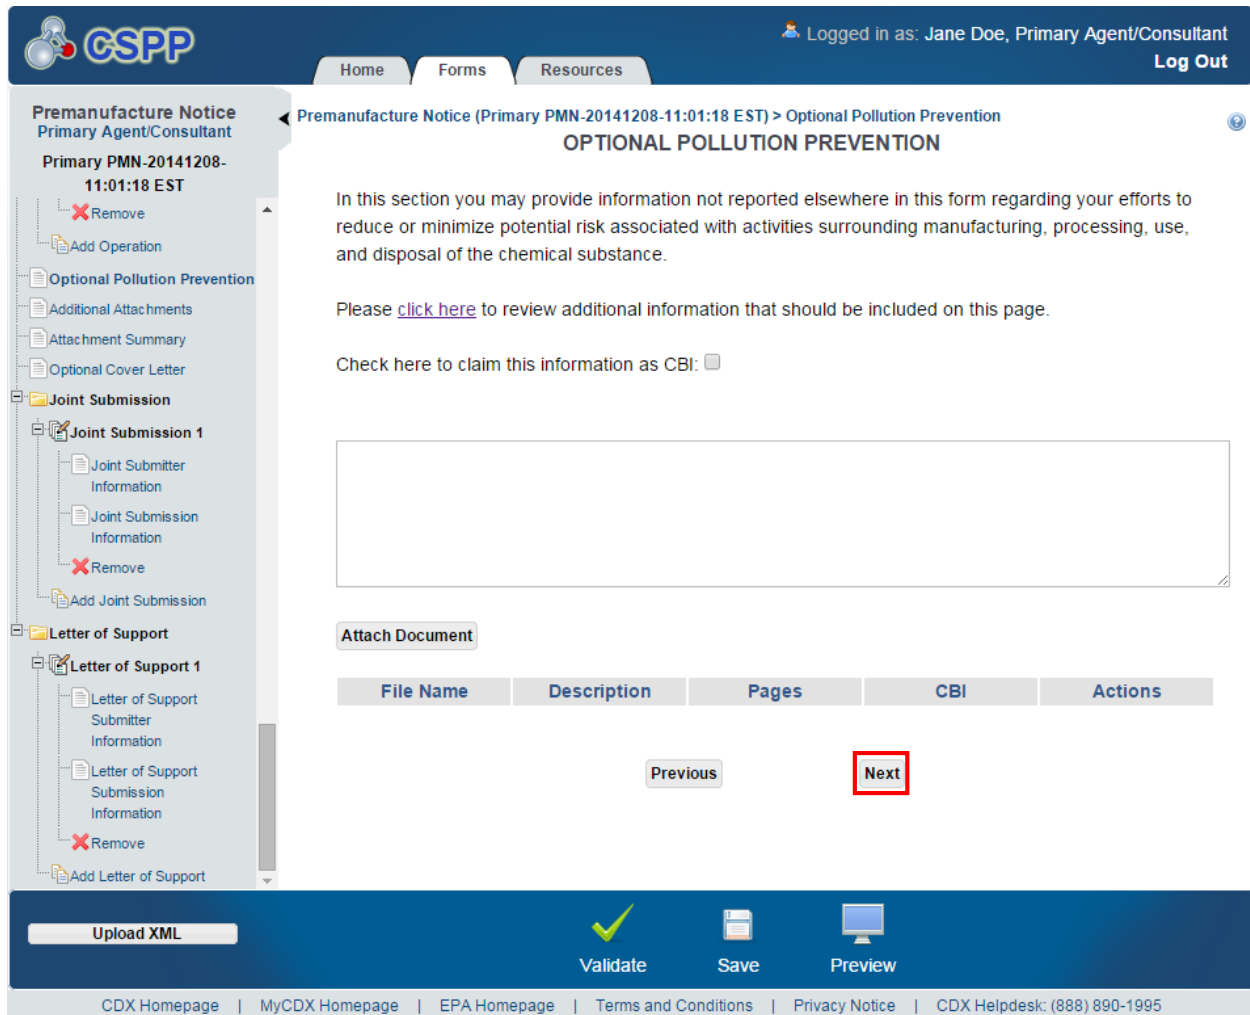 CSPP
Logged in as: Jane Doe, Primary Agent/Consultant
Log Out
Home
Forms
Resources
Premanufacture Notice
Primary Agent/Consultant
Primary PMN-20141208-
11:01:18 EST
Remove
Add Operation
Optional Pollution Prevention
Additional Attachments
Attachment Summary
Optional Cover Letter
Joint Submission
Joint Submission 1
Joint Submitter
Information
Joint Submission
Information
Remove
Add Joint Submission
Letter of Support
Letter of Support 1
Letter of Support
Submitter
Information
Letter of Support
Submission
Information
Remove
Add Letter of Support
Premanufacture Notice (Primary PMN-20141208-11:01:18 EST) > Optional Pollution Prevention
OPTIONAL POLLUTION PREVENTION
In this section you may provide information not reported elsewhere in this form regarding your efforts to
reduce or minimize potential risk associated with activities surrounding manufacturing, processing, use,
and disposal of the chemical substance.
Please click here to review additional information that should be included on this page.
Check here to claim this information as CBI:
Attach Document
File Name Description Pages CBI Actions
Previous
Next
Upload XML
Validate
Save
Preview
CDX Homepage | MyCDX Homepage | EPA Homepage | Terms and Conditions | Privacy Notice | CDX Helpdesk: (888) 890-1995